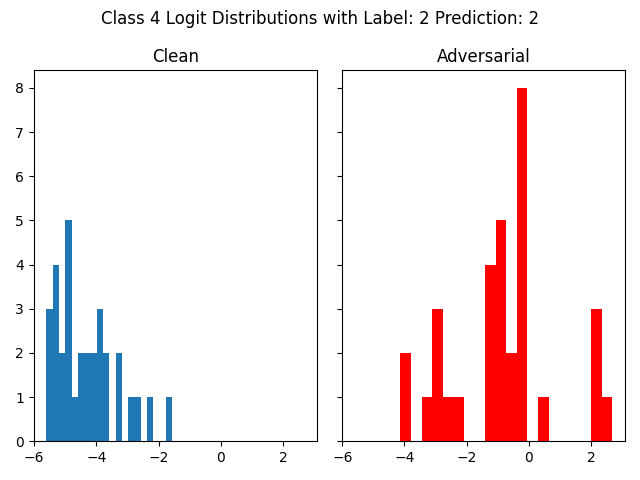 Class 4 Logit Distributions with Label: 2 Prediction: 2
Clean
Adversarial
8
7
6
5
4
3
2
1
0
−6 −4 −2 0 2
−6 −4 −2 0 2